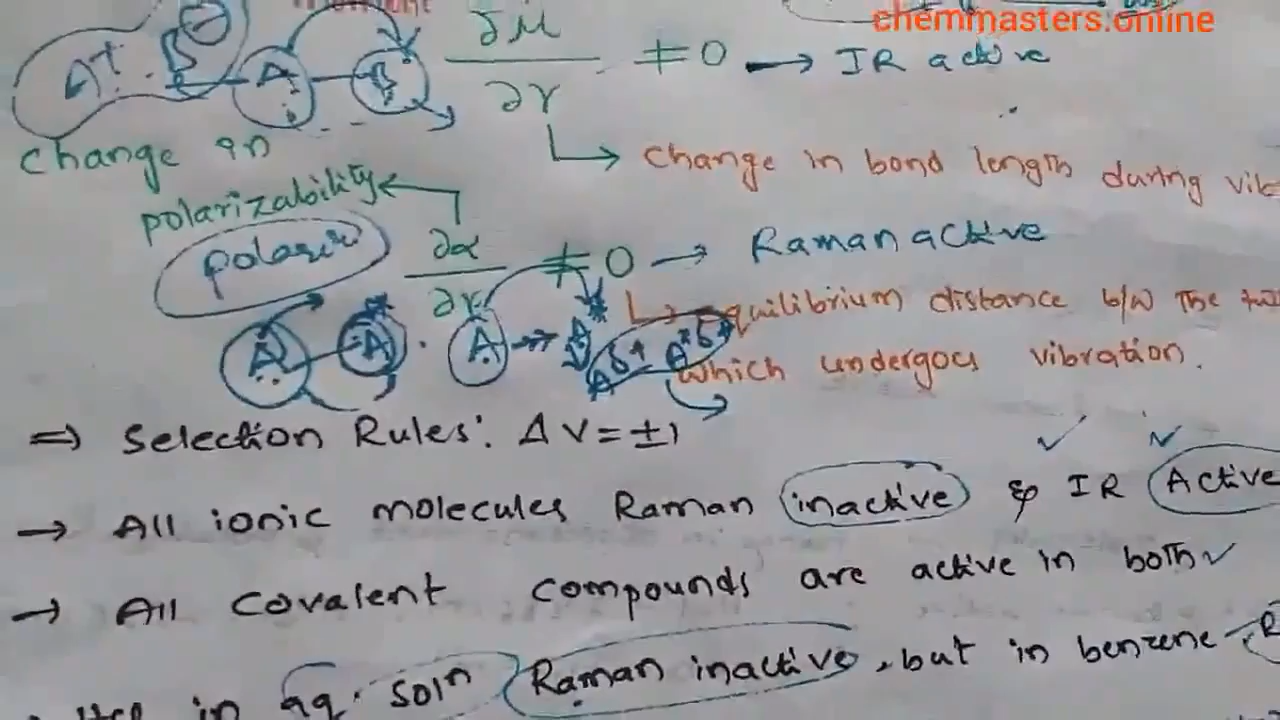 chemmasters.online
A+ B- A B ∂μ/∂r ≠ 0 → IR active
Change in → change in bond length during vib
polarizability
polari ∂α/∂r ≠ 0 → Raman active
equilibrium distance b/w The two
A A . A → A^δ+ A^δ+ which undergoes vibration.
⇒ Selection Rules: ΔV = ±1
→ All ionic molecules Raman inactive & IR Active
→ All covalent compounds are active in both
in aq. soln Raman inactive, but in benzene - R